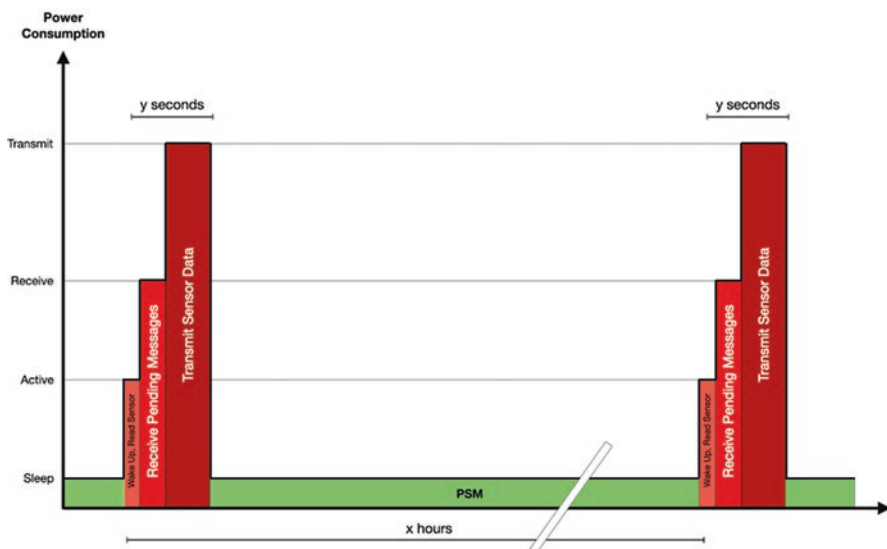 Power
Consumption
y seconds
y seconds
Transmit
Receive
Active
Sleep
Wake Up, Read Sensor
Receive Pending Messages
Transmit Sensor Data
Wake Up, Read Sensor
Receive Pending Messages
Transmit Sensor Data
PSM
x hours